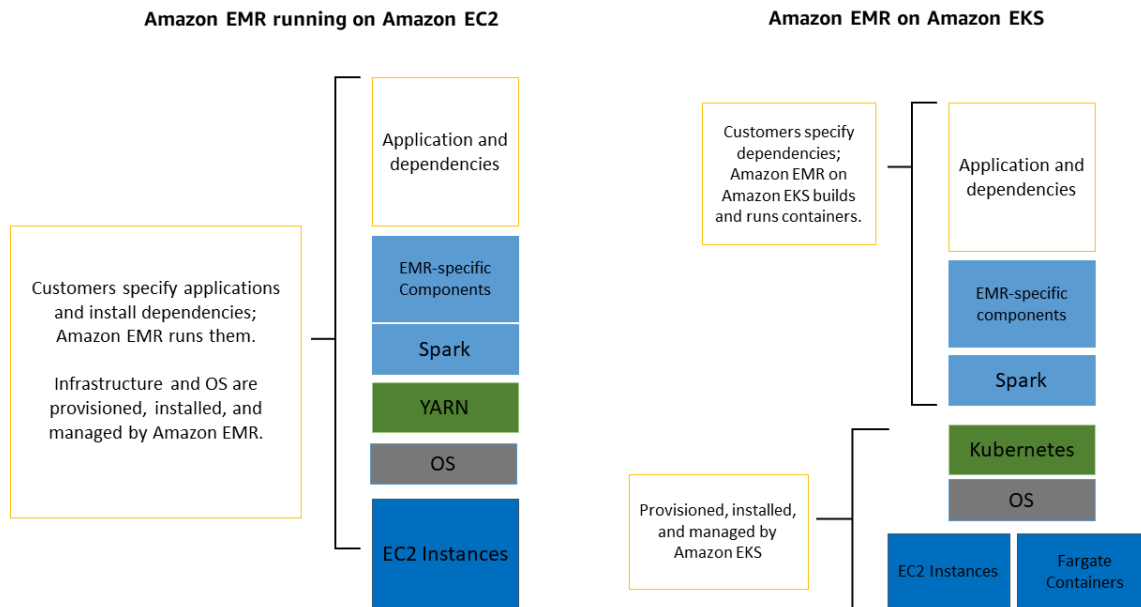 Amazon EMR running on Amazon EC2
Application and
dependencies
EMR-specific
Components
Spark
YARN
OS
EC2 Instances
Customers specify applications
and install dependencies;
Amazon EMR runs them.
Infrastructure and OS are
provisioned, installed, and
managed by Amazon EMR.
Amazon EMR on Amazon EKS
Customers specify
dependencies;
Amazon EMR on
Amazon EKS builds
and runs containers.
Application and
dependencies
EMR-specific
components
Spark
Kubernetes
OS
Provisioned, installed,
and managed by
Amazon EKS
EC2 Instances
Fargate
Containers